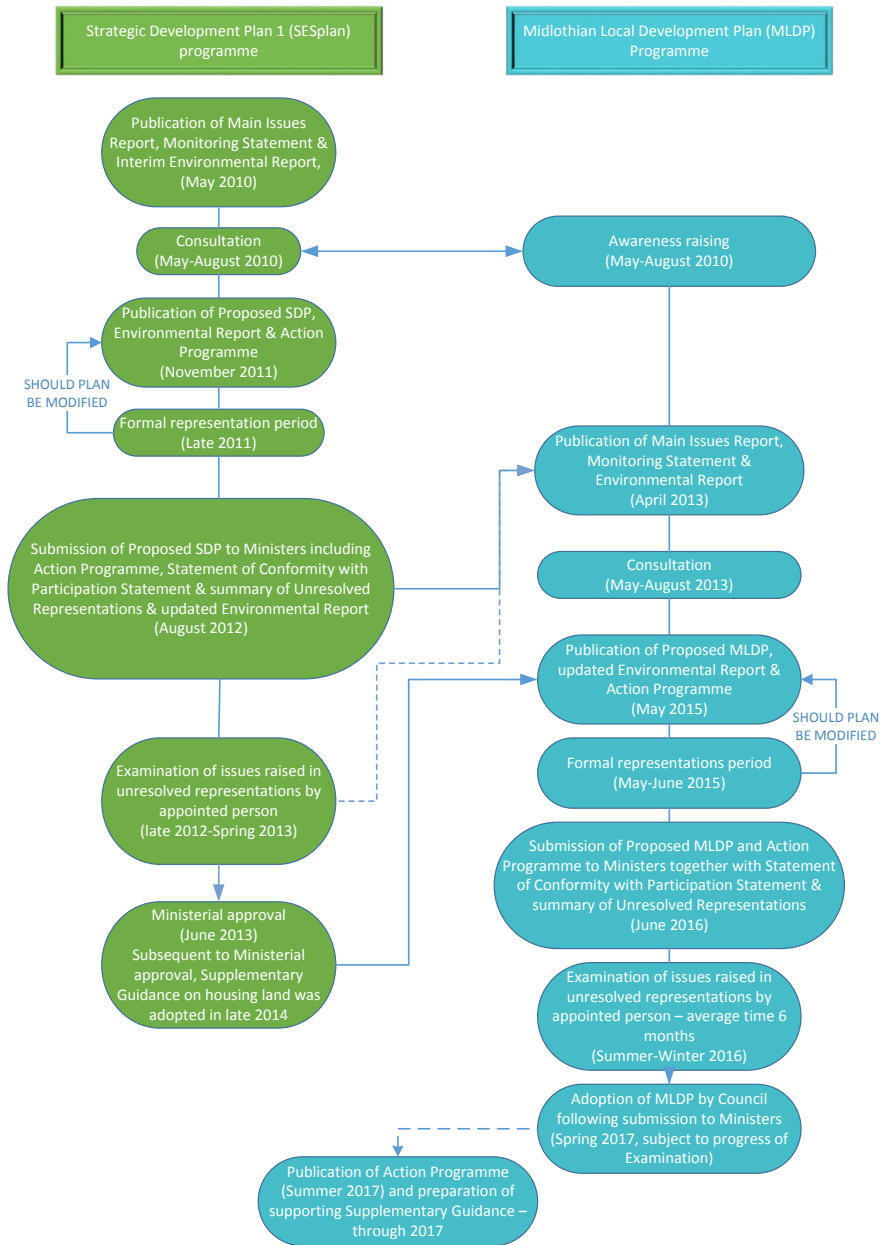 Strategic Development Plan 1 (SESplan)
programme
Midlothian Local Development Plan (MLDP)
Programme
Publication of Main Issues
Report, Monitoring Statement &
Interim Environmental Report,
(May 2010)
Consultation
(May-August 2010)
Awareness raising
(May-August 2010)
Publication of Proposed SDP,
Environmental Report & Action
Programme
(November 2011)
SHOULD PLAN
BE MODIFIED
Formal representation period
(Late 2011)
Publication of Main Issues Report,
Monitoring Statement &
Environmental Report
(April 2013)
Submission of Proposed SDP to Ministers including
Action Programme, Statement of Conformity with
Participation Statement & summary of Unresolved
Representations & updated Environmental Report
(August 2012)
Consultation
(May-August 2013)
Publication of Proposed MLDP,
updated Environmental Report &
Action Programme
(May 2015)
SHOULD PLAN
BE MODIFIED
Formal representations period
(May-June 2015)
Examination of issues raised in
unresolved representations by
appointed person
(late 2012-Spring 2013)
Submission of Proposed MLDP and Action
Programme to Ministers together with Statement
of Conformity with Participation Statement &
summary of Unresolved Representations
(June 2016)
Ministerial approval
(June 2013)
Subsequent to Ministerial
approval, Supplementary
Guidance on housing land was
adopted in late 2014
Examination of issues raised in
unresolved representations by
appointed person – average time 6
months
(Summer-Winter 2016)
Adoption of MLDP by Council
following submission to Ministers
(Spring 2017, subject to progress of
Examination)
Publication of Action Programme
(Summer 2017) and preparation of
supporting Supplementary Guidance –
through 2017